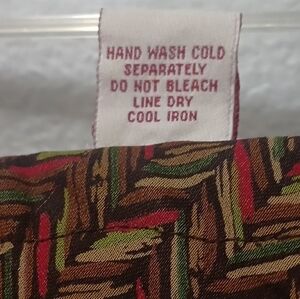 HAND WASH COLD
SEPARATELY
DO NOT BLEACH
LINE DRY
COOL IRON